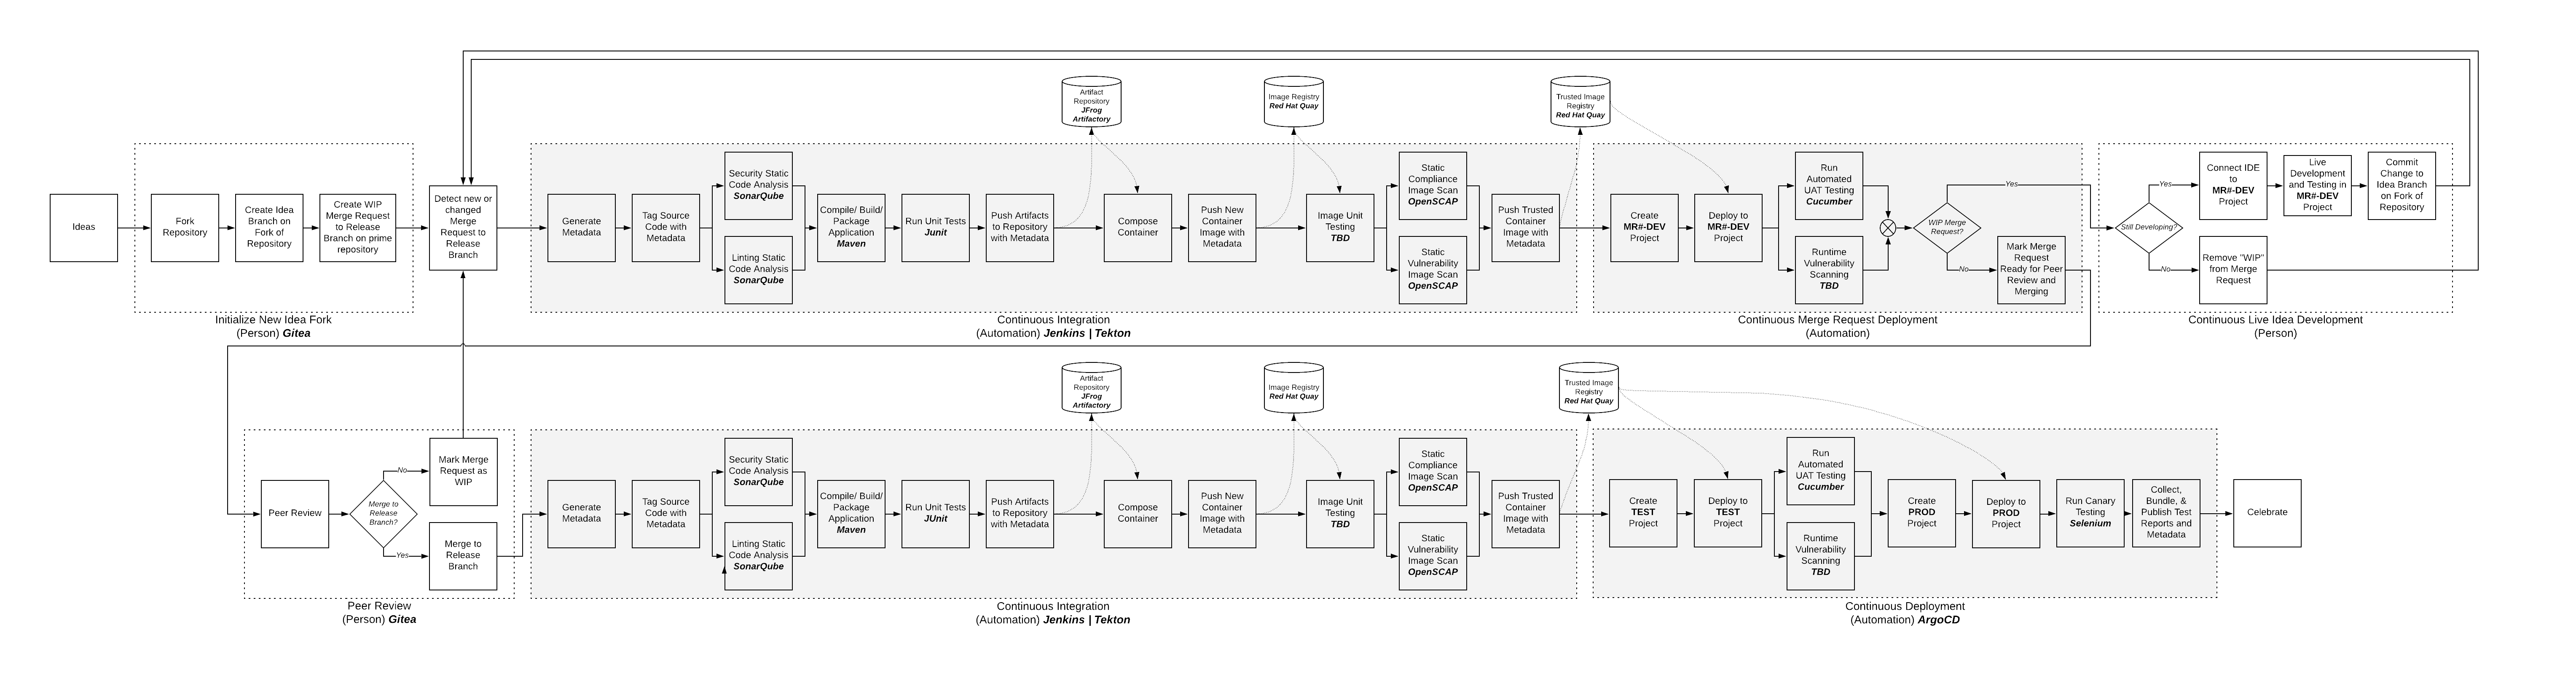 Ideas
Fork
Repository
Create Idea
Branch on
Fork of
Repository
Create WIP
Merge Request
to Release
Branch on prime
repository
Initialize New Idea Fork
(Person) Gitea
Detect new or
changed
Merge
Request to
Release
Branch
Generate
Metadata
Tag Source
Code with
Metadata
Security Static
Code Analysis
SonarQube
Linting Static
Code Analysis
SonarQube
Compile/ Build/
Package
Application
Maven
Run Unit Tests
Junit
Push Artifacts
to Repository
with Metadata
Artifact
Repository
JFrog
Artifactory
Compose
Container
Push New
Container
Image with
Metadata
Image Registry
Red Hat Quay
Image Unit
Testing
TBD
Static
Compliance
Image Scan
OpenSCAP
Static
Vulnerability
Image Scan
OpenSCAP
Push Trusted
Container
Image with
Metadata
Trusted Image
Registry
Red Hat Quay
Continuous Integration
(Automation) Jenkins | Tekton
Create
MR#-DEV
Project
Deploy to
MR#-DEV
Project
Run
Automated
UAT Testing
Cucumber
Runtime
Vulnerability
Scanning
TBD
WIP Merge
Request?
Yes
No
Mark Merge
Request
Ready for Peer
Review and
Merging
Continuous Merge Request Deployment
(Automation)
Still Developing?
Yes
No
Connect IDE
to
MR#-DEV
Project
Live
Development
and Testing in
MR#-DEV
Project
Commit
Change to
Idea Branch
on Fork of
Repository
Remove "WIP"
from Merge
Request
Continuous Live Idea Development
(Person)
Peer Review
Merge to
Release
Branch?
No
Yes
Mark Merge
Request as
WIP
Merge to
Release
Branch
Peer Review
(Person) Gitea
Generate
Metadata
Tag Source
Code with
Metadata
Security Static
Code Analysis
SonarQube
Linting Static
Code Analysis
SonarQube
Compile/ Build/
Package
Application
Maven
Run Unit Tests
JUnit
Push Artifacts
to Repository
with Metadata
Artifact
Repository
JFrog
Artifactory
Compose
Container
Push New
Container
Image with
Metadata
Image Registry
Red Hat Quay
Image Unit
Testing
TBD
Static
Compliance
Image Scan
OpenSCAP
Static
Vulnerability
Image Scan
OpenSCAP
Push Trusted
Container
Image with
Metadata
Trusted Image
Registry
Red Hat Quay
Continuous Integration
(Automation) Jenkins | Tekton
Create
TEST
Project
Deploy to
TEST
Project
Run
Automated
UAT Testing
Cucumber
Runtime
Vulnerability
Scanning
TBD
Create
PROD
Project
Deploy to
PROD
Project
Run Canary
Testing
Selenium
Collect,
Bundle, &
Publish Test
Reports and
Metadata
Continuous Deployment
(Automation) ArgoCD
Celebrate